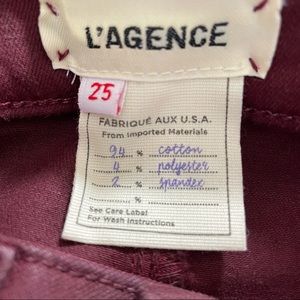 L'AGENCE
25
FABRIQUÉ AUX U.S.A.
From Imported Materials
94 % cotton
4 % polyester
2 % spandex
%
See Care Label
For Wash Instructions